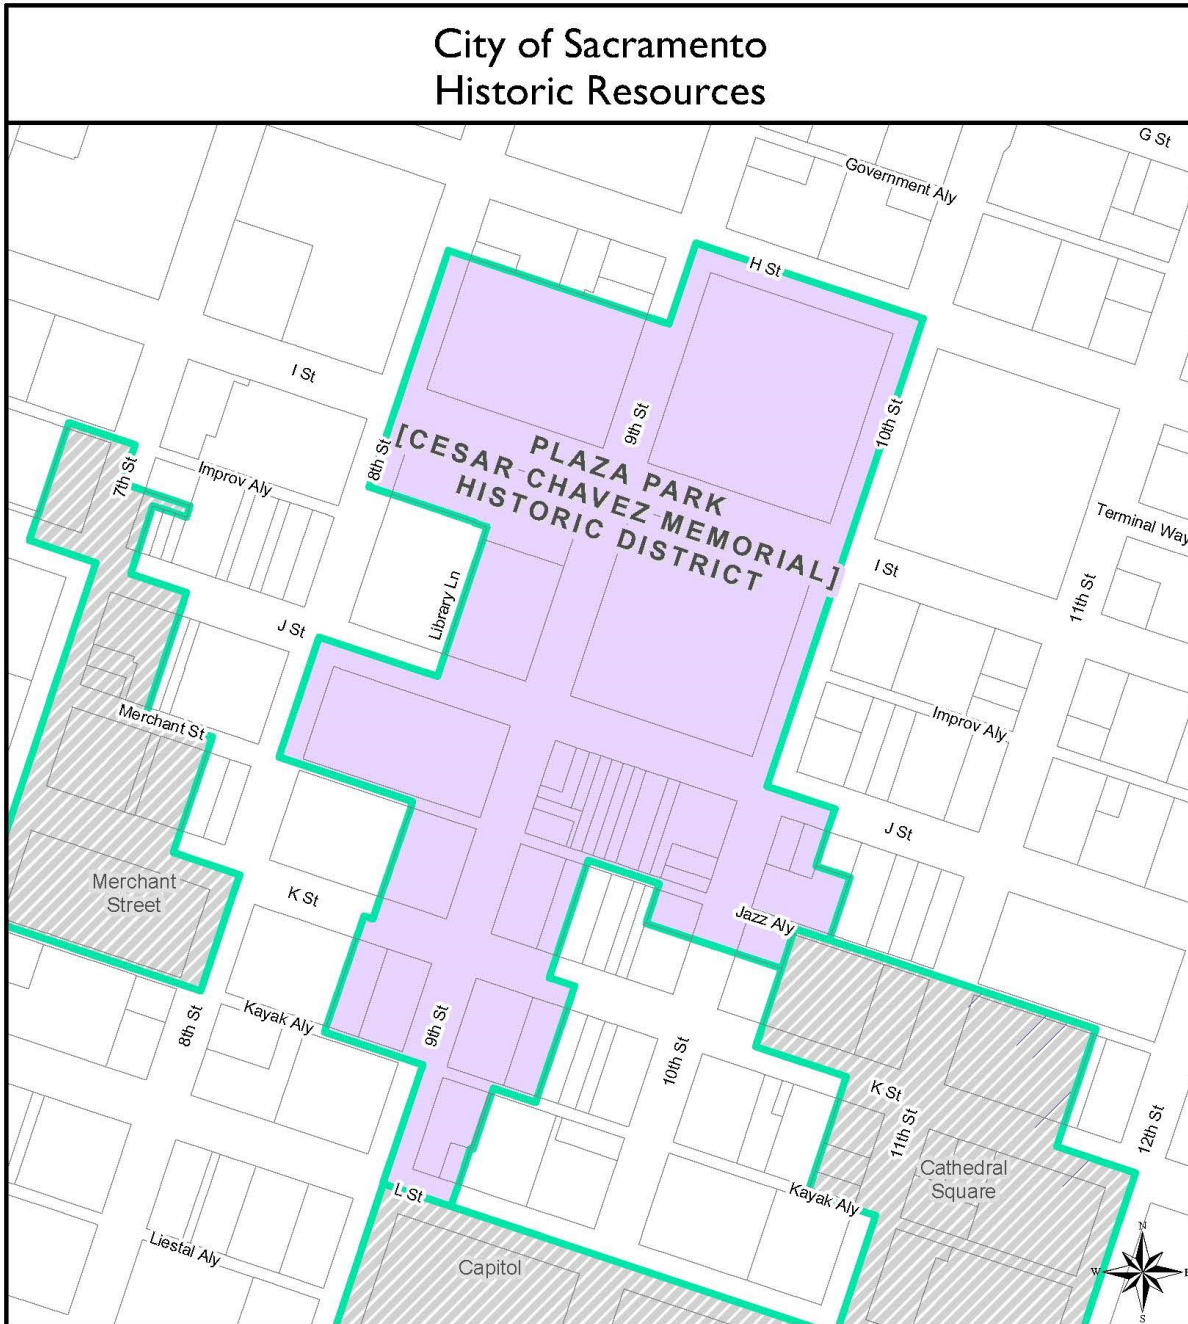 City of Sacramento
Historic Resources
G St
Government Aly
H St
I St
9th St
10th St
8th St
PLAZA PARK
[CESAR CHAVEZ MEMORIAL]
HISTORIC DISTRICT
7th St
Improv Aly
Terminal Way
I St
11th St
Library Ln
J St
Merchant St
Improv Aly
J St
Merchant
Street
K St
Jazz Aly
Kayak Aly
8th St
9th St
10th St
K St
11th St
12th St
Cathedral
Square
L St
Kayak Aly
Liestal Aly
Capitol
N
W
E
S